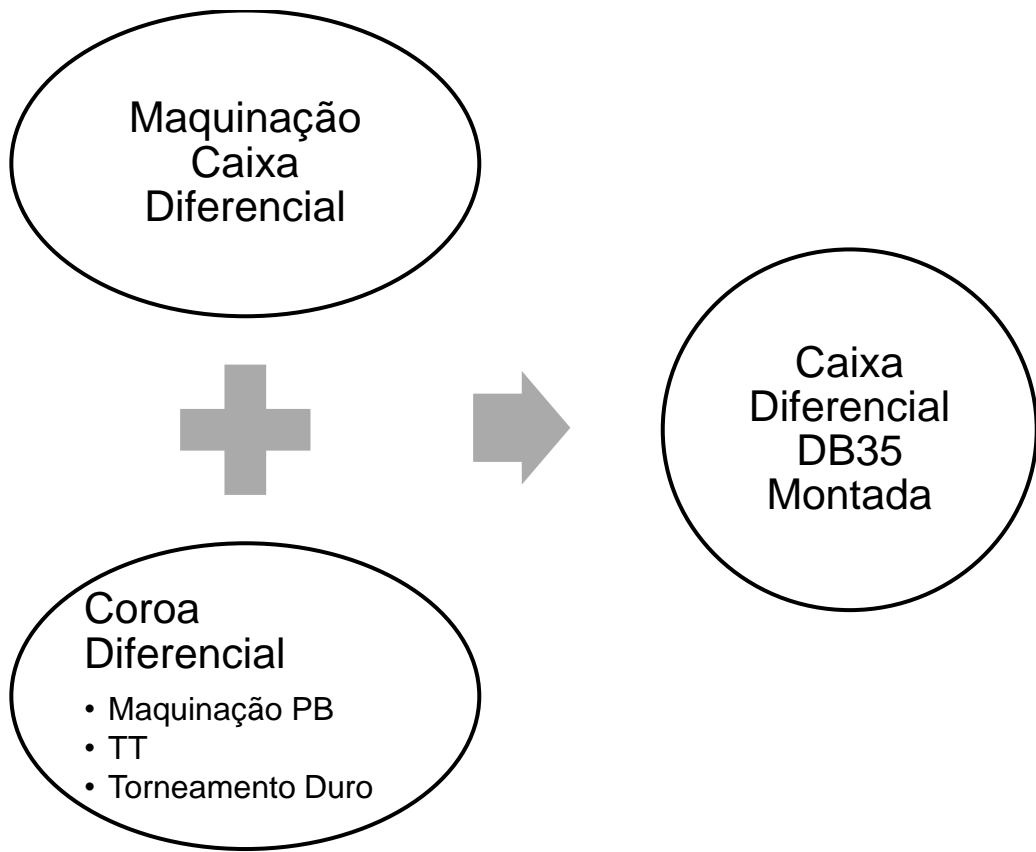 Maquinação
Caixa
Diferencial
Coroa
Diferencial
• Maquinação PB
• TT
• Torneamento Duro
Caixa
Diferencial
DB35
Montada